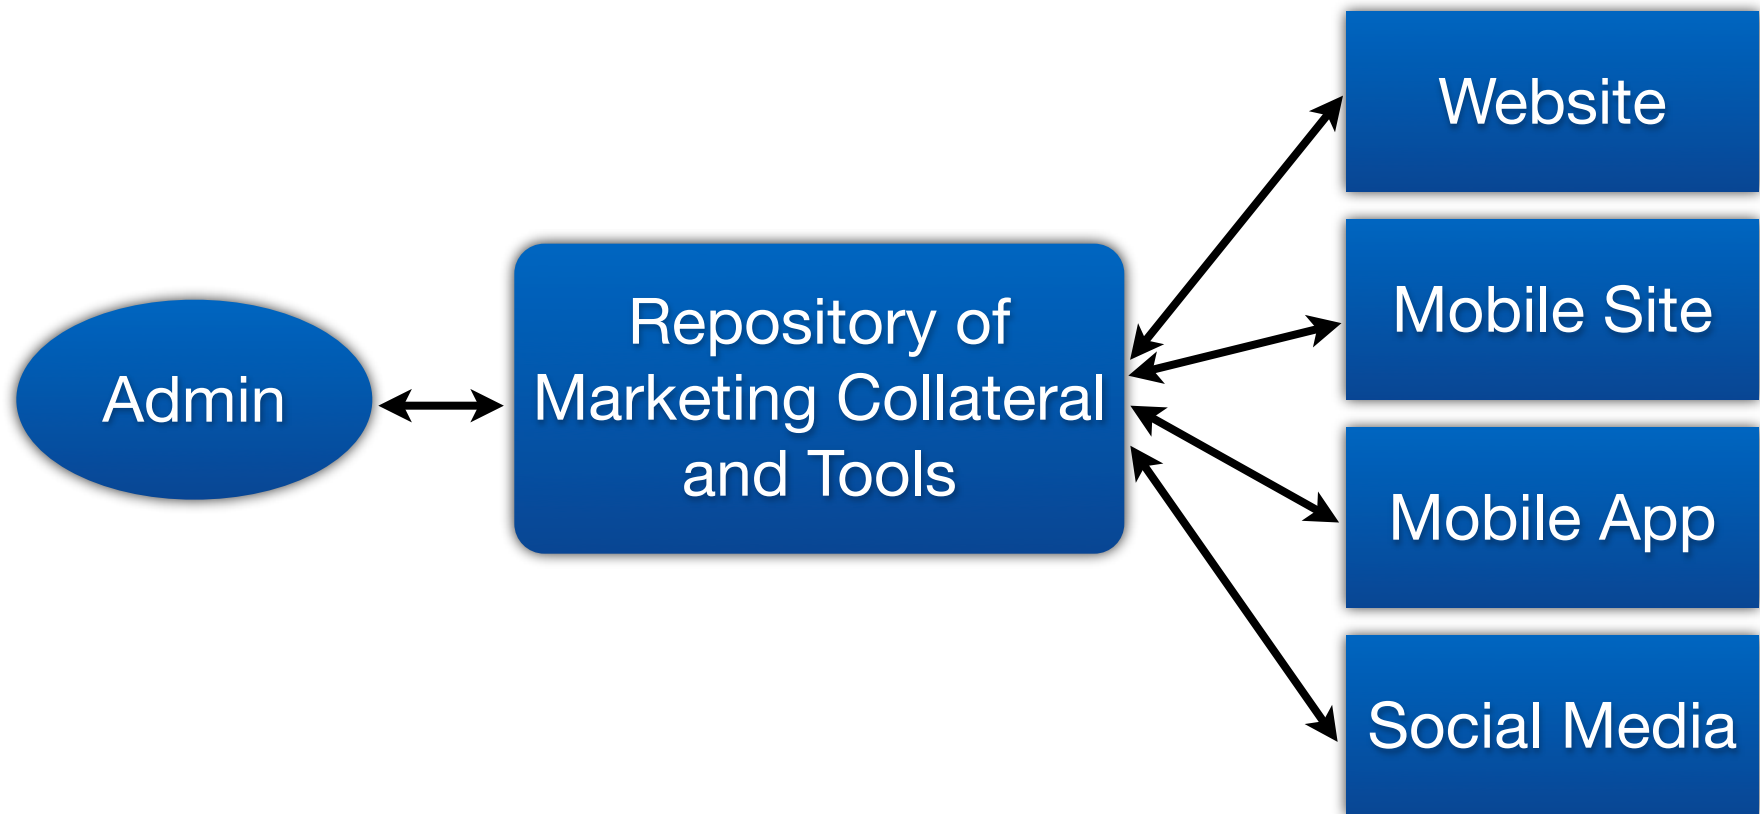 Admin
Repository of
Marketing Collateral
and Tools
Website
Mobile Site
Mobile App
Social Media